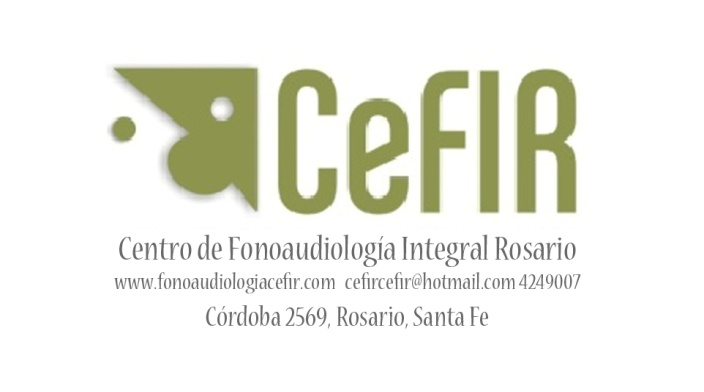 CeFIR
Centro de Fonoaudiología Integral Rosario
www.fonoaudiologiacefir.com cefircefir@hotmail.com 4249007
Córdoba 2569, Rosario, Santa Fe